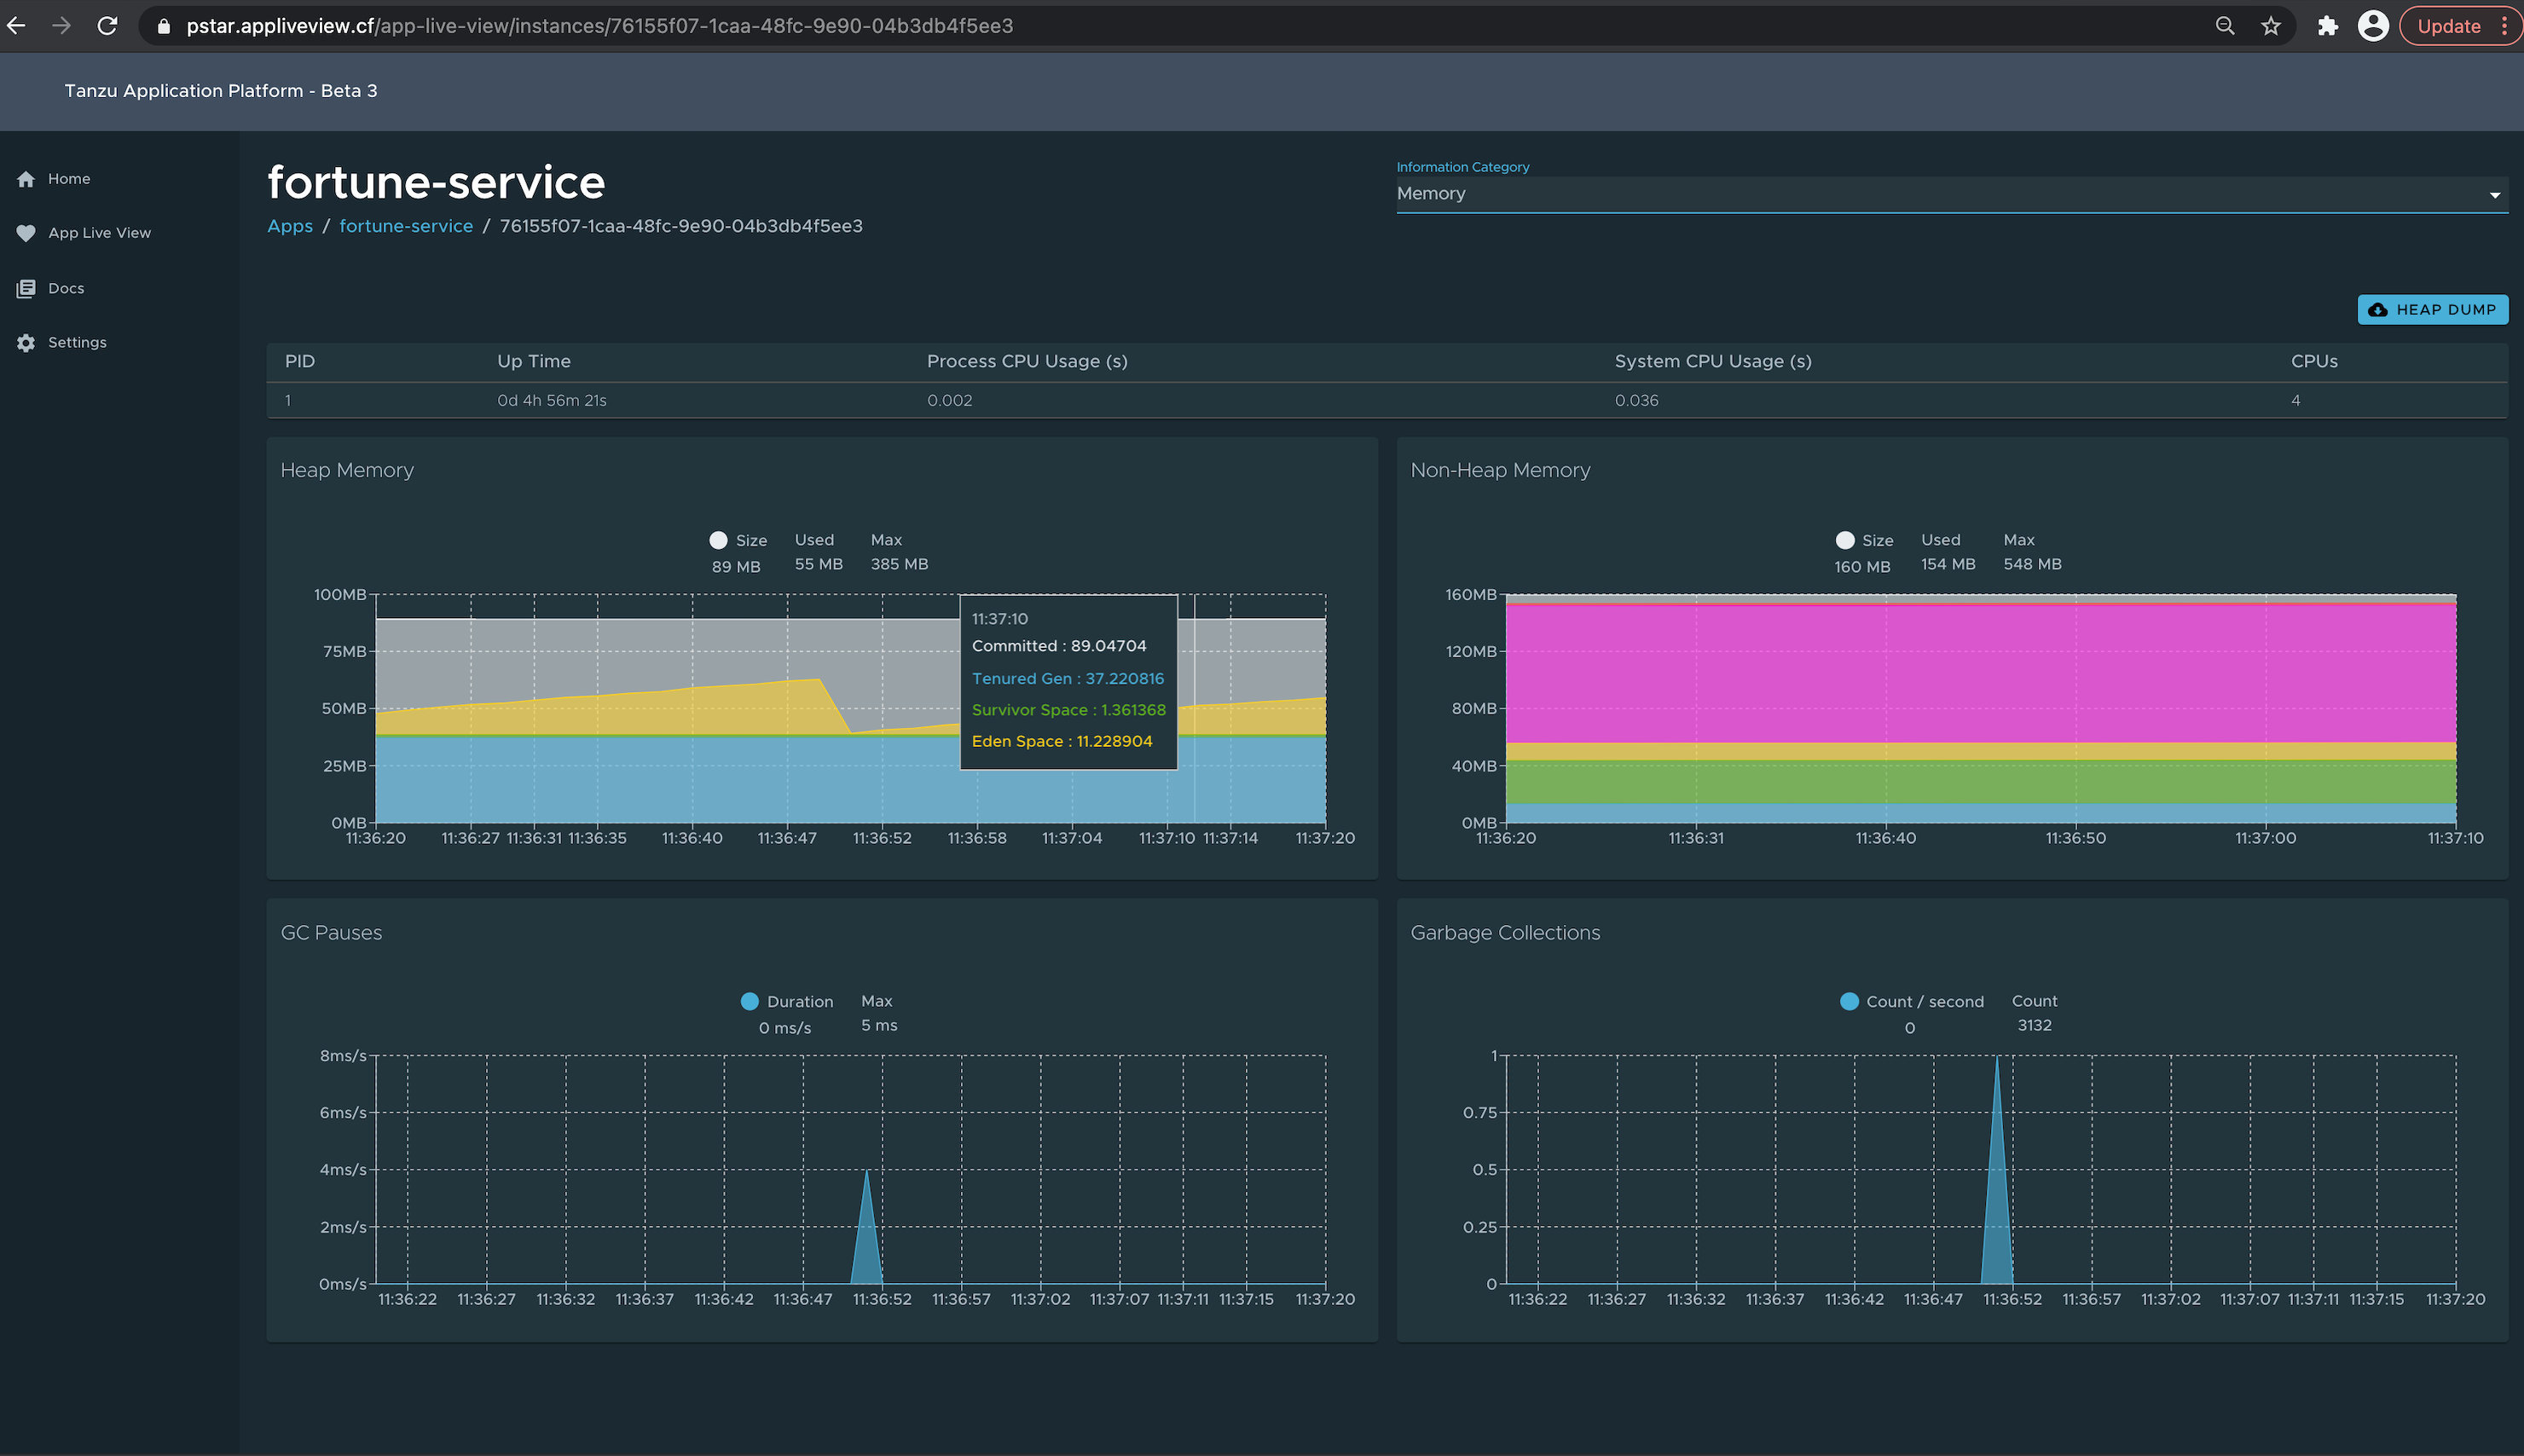 pstar.appliveview.cf/app-live-view/instances/76155f07-1caa-48fc-9e90-04b3db4f5ee3
Update
Tanzu Application Platform - Beta 3
Home
App Live View
Docs
Settings
fortune-service
Apps / fortune-service / 76155f07-1caa-48fc-9e90-04b3db4f5ee3
Information Category
Memory
HEAP DUMP
PID Up Time Process CPU Usage (s) System CPU Usage (s) CPUs
1 0d 4h 56m 21s 0.002 0.036 4
Heap Memory
Size Used Max
89 MB 55 MB 385 MB
100MB
75MB
50MB
25MB
0MB
11:37:10
Committed : 89.04704
Tenured Gen : 37.220816
Survivor Space : 1.361368
Eden Space : 11.228904
11:36:20 11:36:27 11:36:31 11:36:35 11:36:40 11:36:47 11:36:52 11:36:58 11:37:04 11:37:10 11:37:14 11:37:20
Non-Heap Memory
Size Used Max
160 MB 154 MB 548 MB
160MB
120MB
80MB
40MB
0MB
11:36:20 11:36:31 11:36:40 11:36:50 11:37:00 11:37:10
GC Pauses
Duration Max
0 ms/s 5 ms
8ms/s
6ms/s
4ms/s
2ms/s
0ms/s
11:36:22 11:36:27 11:36:32 11:36:37 11:36:42 11:36:47 11:36:52 11:36:57 11:37:02 11:37:07 11:37:11 11:37:15 11:37:20
Garbage Collections
Count / second Count
0 3132
1
0.75
0.5
0.25
0
11:36:22 11:36:27 11:36:32 11:36:37 11:36:42 11:36:47 11:36:52 11:36:57 11:37:02 11:37:07 11:37:11 11:37:15 11:37:20